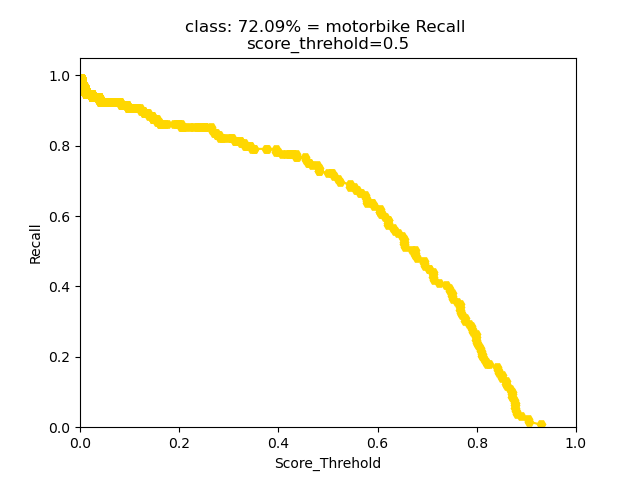 class: 72.09% = motorbike Recall
score_threhold=0.5
1.0
0.8
0.6
0.4
0.2
0.0
Recall
0.0 0.2 0.4 0.6 0.8 1.0
Score_Threhold